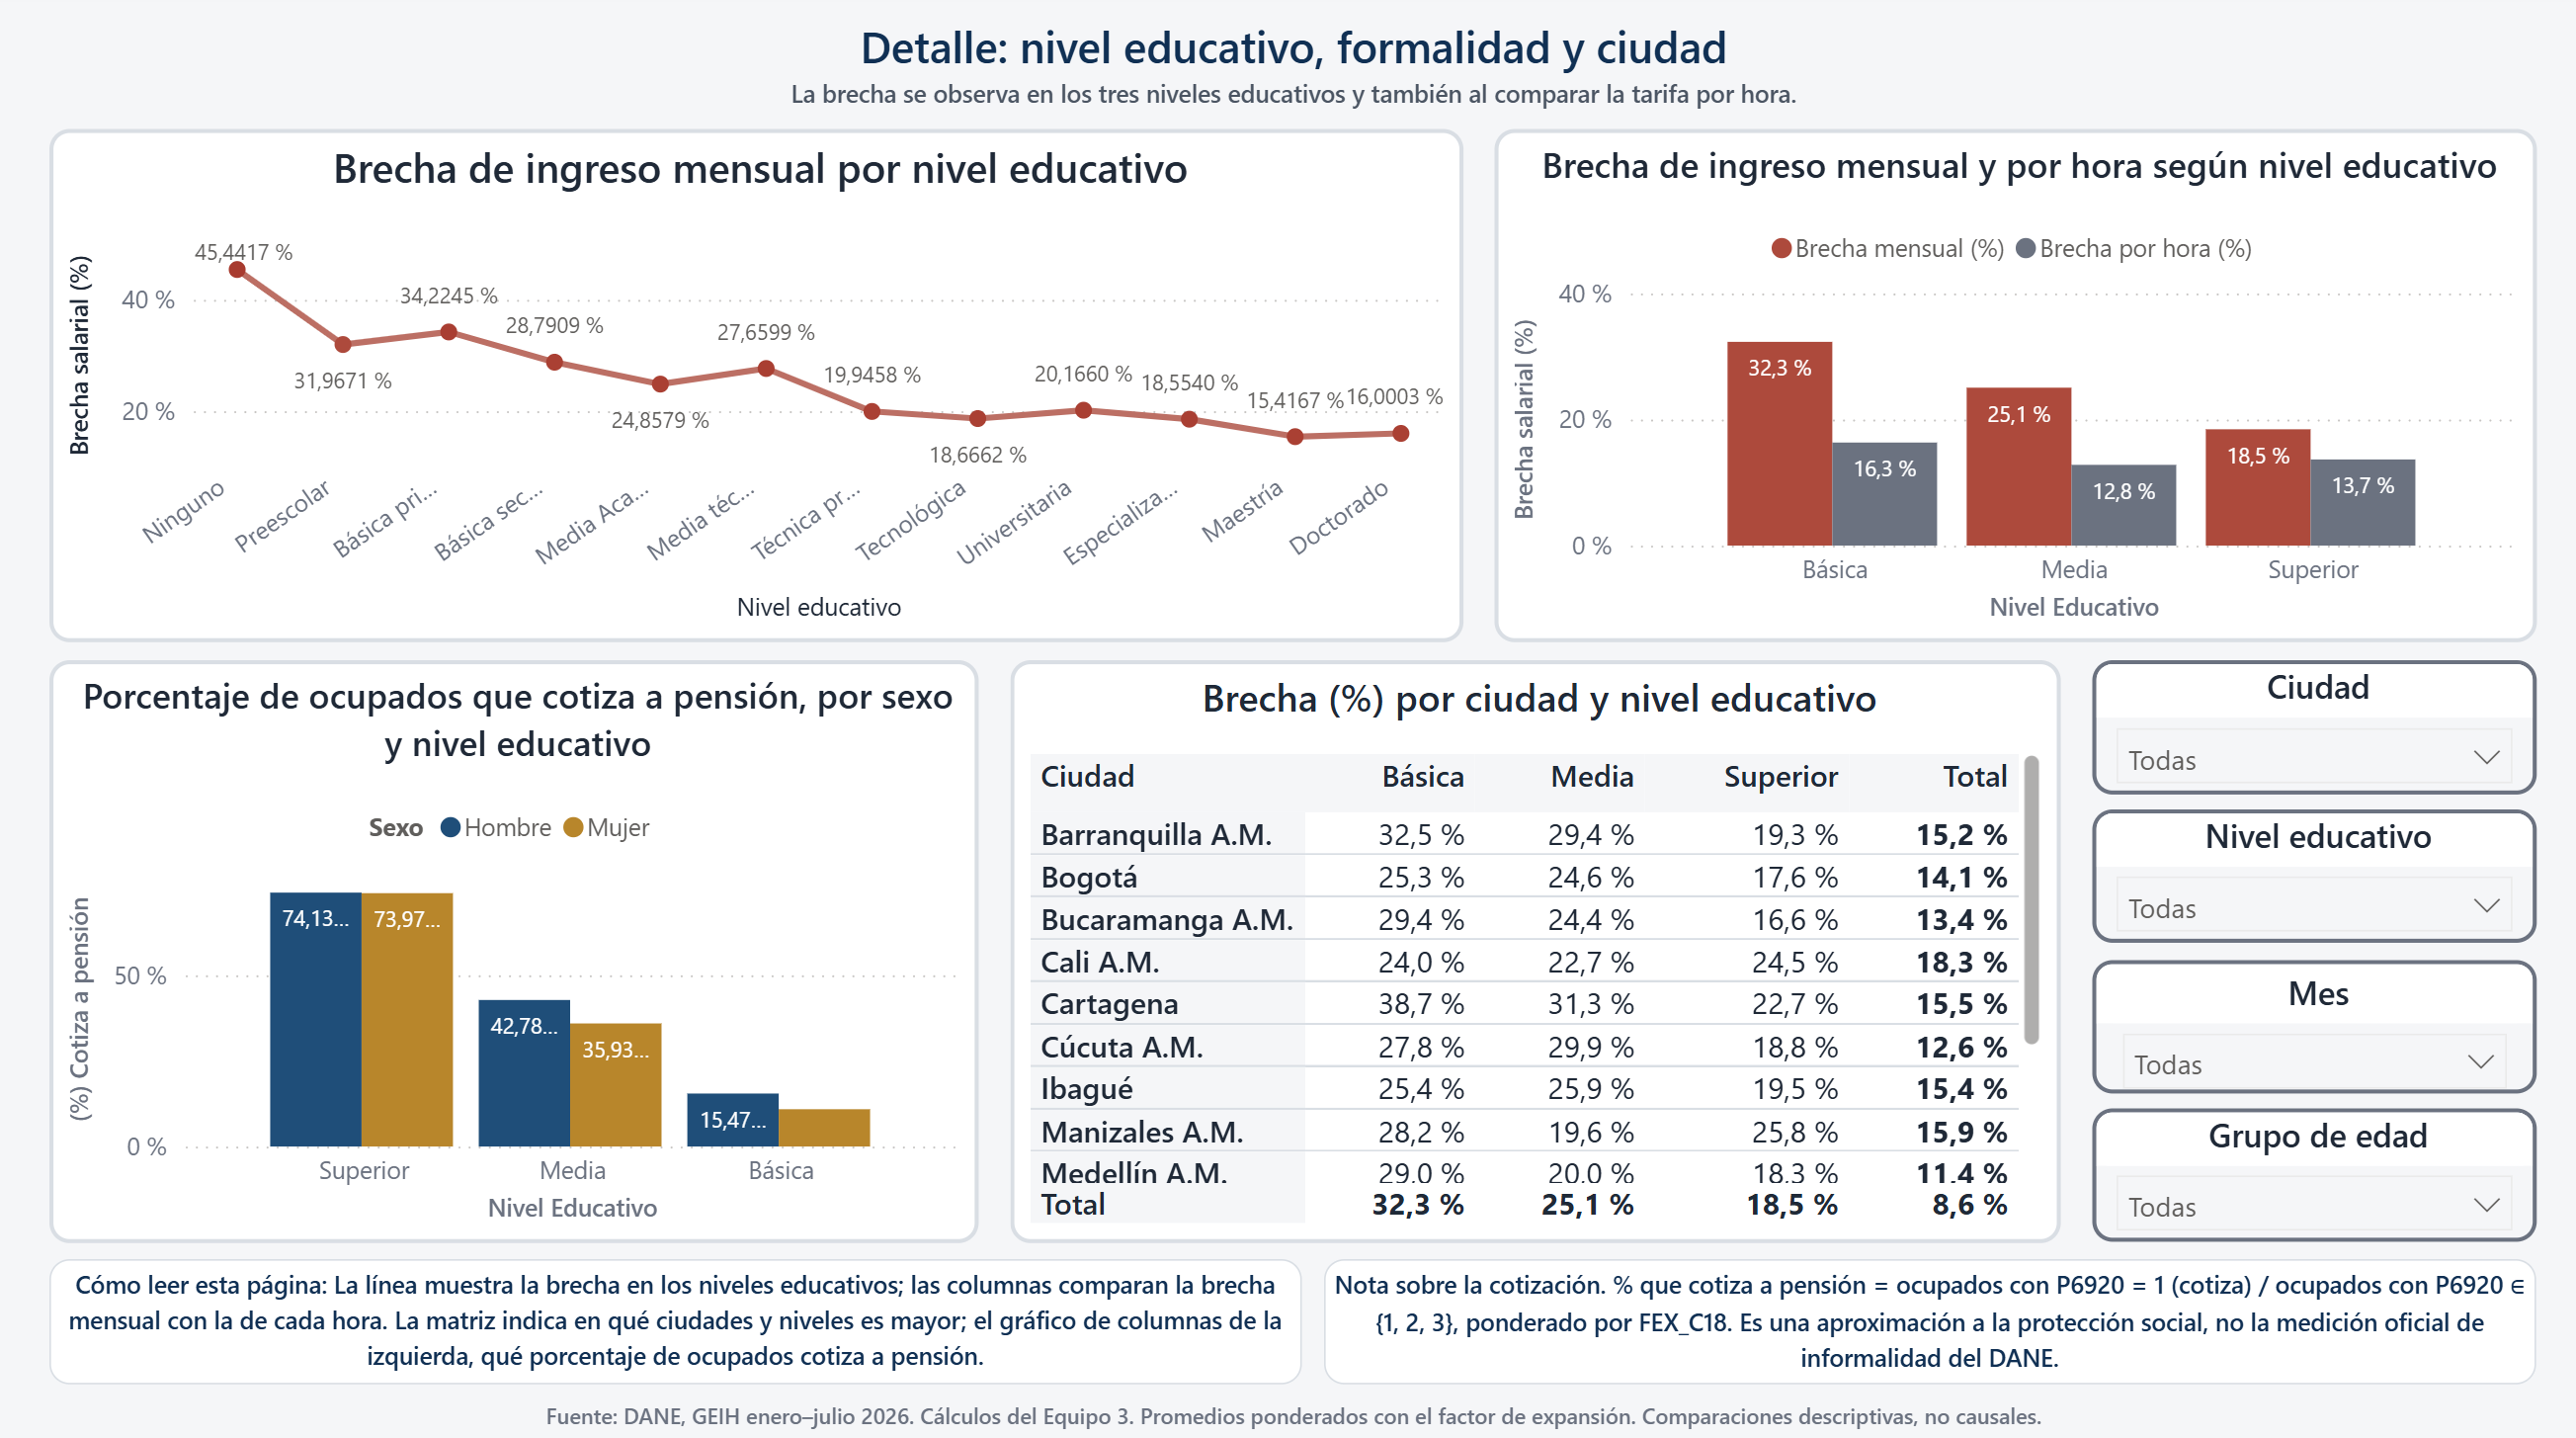 Detalle: nivel educativo, formalidad y ciudad
La brecha se observa en los tres niveles educativos y también al comparar la tarifa por hora.
Brecha de ingreso mensual por nivel educativo
Brecha salarial (%)
40 %
20 %
45,4417 %
31,9671 %
34,2245 %
28,7909 %
24,8579 %
27,6599 %
19,9458 %
18,6662 %
20,1660 %
18,5540 %
15,4167 %
16,0003 %
Ninguno
Preescolar
Básica pri...
Básica sec...
Media Aca...
Media téc...
Técnica pr...
Tecnológica
Universitaria
Especializa...
Maestría
Doctorado
Nivel educativo
Brecha de ingreso mensual y por hora según nivel educativo
Brecha mensual (%) Brecha por hora (%)
Brecha salarial (%)
40 %
20 %
0 %
32,3 %
16,3 %
25,1 %
12,8 %
18,5 %
13,7 %
Básica
Media
Superior
Nivel Educativo
Porcentaje de ocupados que cotiza a pensión, por sexo
y nivel educativo
Sexo Hombre Mujer
(%) Cotiza a pensión
50 %
0 %
74,13...
73,97...
42,78...
35,93...
15,47...
Superior
Media
Básica
Nivel Educativo
Brecha (%) por ciudad y nivel educativo
Ciudad Básica Media Superior Total
Barranquilla A.M. 32,5 % 29,4 % 19,3 % 15,2 %
Bogotá 25,3 % 24,6 % 17,6 % 14,1 %
Bucaramanga A.M. 29,4 % 24,4 % 16,6 % 13,4 %
Cali A.M. 24,0 % 22,7 % 24,5 % 18,3 %
Cartagena 38,7 % 31,3 % 22,7 % 15,5 %
Cúcuta A.M. 27,8 % 29,9 % 18,8 % 12,6 %
Ibagué 25,4 % 25,9 % 19,5 % 15,4 %
Manizales A.M. 28,2 % 19,6 % 25,8 % 15,9 %
Medellín A.M. 29,0 % 20,0 % 18,3 % 11,4 %
Total 32,3 % 25,1 % 18,5 % 8,6 %
Ciudad
Todas
Nivel educativo
Todas
Mes
Todas
Grupo de edad
Todas
Cómo leer esta página: La línea muestra la brecha en los niveles educativos; las columnas comparan la brecha
mensual con la de cada hora. La matriz indica en qué ciudades y niveles es mayor; el gráfico de columnas de la
izquierda, qué porcentaje de ocupados cotiza a pensión.
Nota sobre la cotización. % que cotiza a pensión = ocupados con P6920 = 1 (cotiza) / ocupados con P6920 ∈
{1, 2, 3}, ponderado por FEX_C18. Es una aproximación a la protección social, no la medición oficial de
informalidad del DANE.
Fuente: DANE, GEIH enero–julio 2026. Cálculos del Equipo 3. Promedios ponderados con el factor de expansión. Comparaciones descriptivas, no causales.